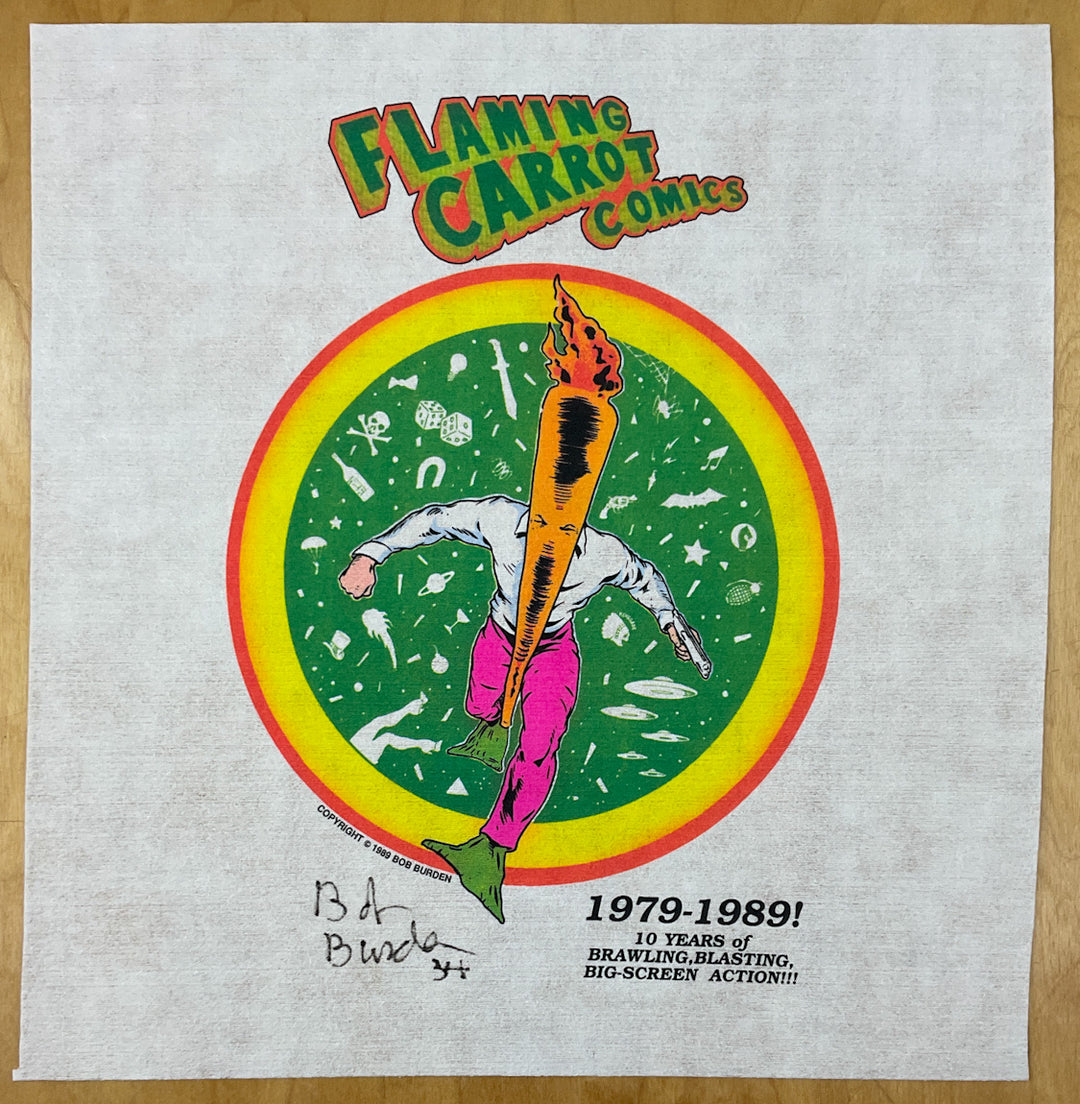 FLAMING
CARROT
COMICS
COPYRIGHT © 1989 BOB BURDEN
Bob
Burden
1979-1989!
10 YEARS of
BRAWLING,BLASTING,
BIG-SCREEN ACTION!!!